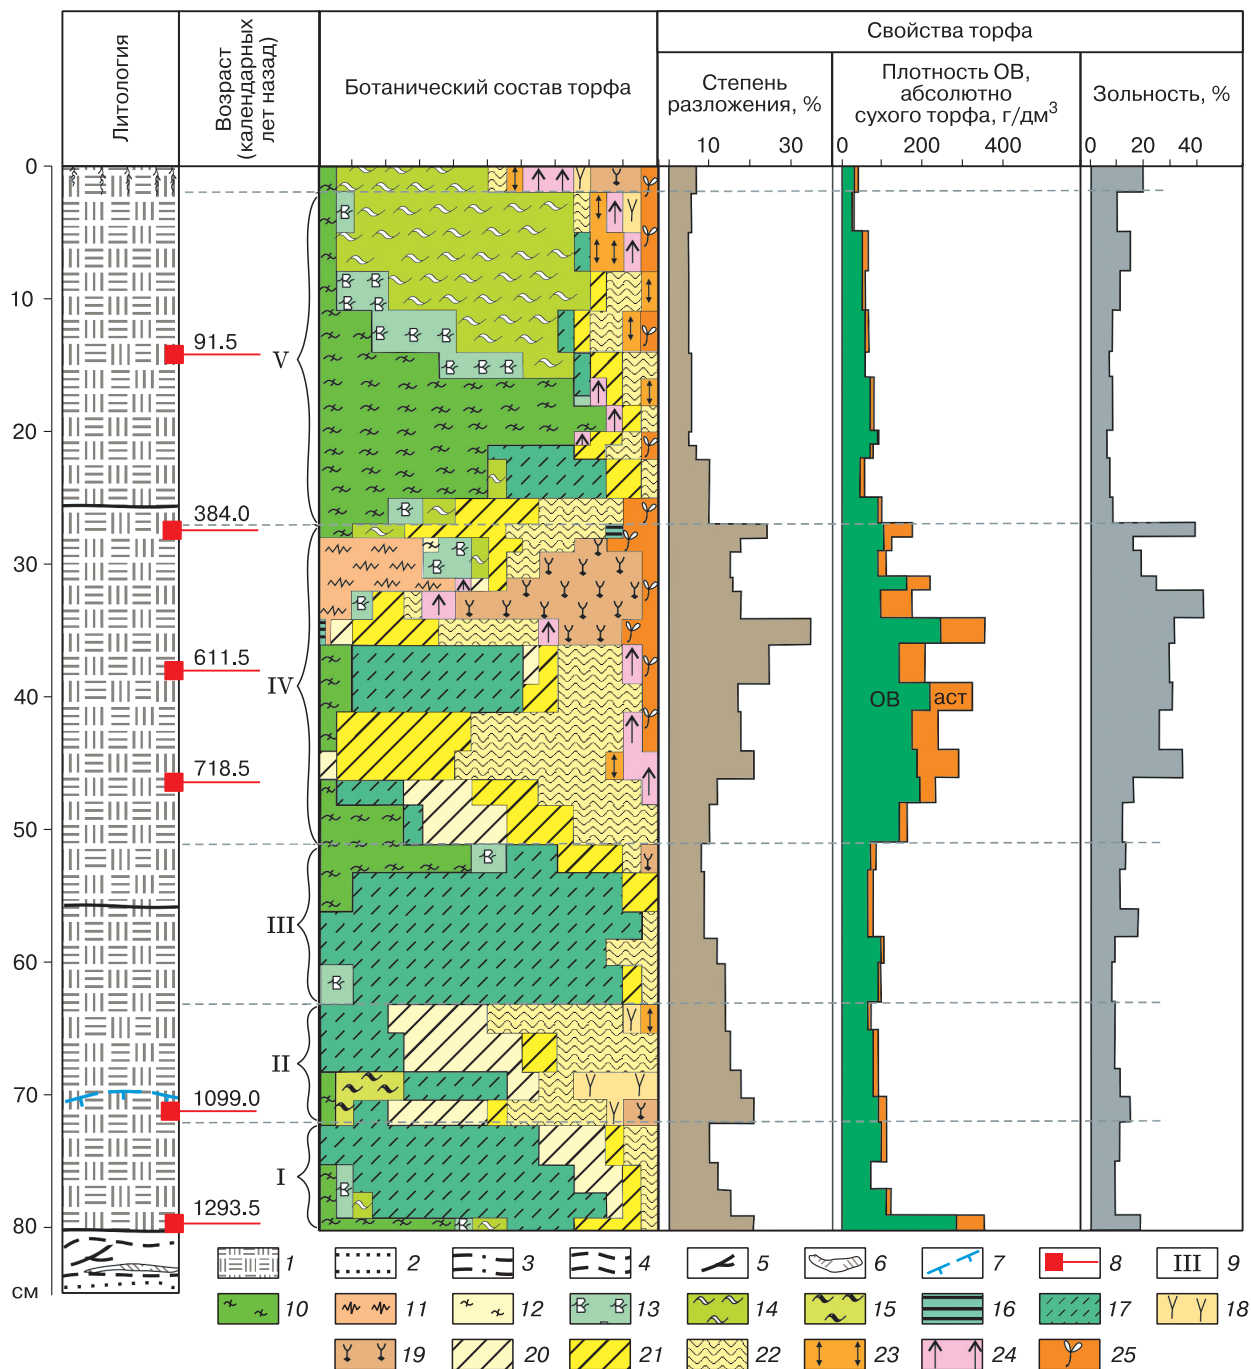 Литология
Возраст
(календарных
лет назад)
Ботанический состав торфа
Свойства торфа
Степень
разложения, %
Плотность ОВ,
абсолютно
сухого торфа, г/дм³
Зольность, %
10 30
0 200 400
0 20 40
0
10
20
30
40
50
60
70
80
см
91.5
384.0
611.5
718.5
1099.0
1293.5
V
IV
III
II
I
ОВ
аст
1 2 3 4 5 6 7 8 III 9
10 11 12 13 14 15 16 17 18
19 20 21 22 23 24 25